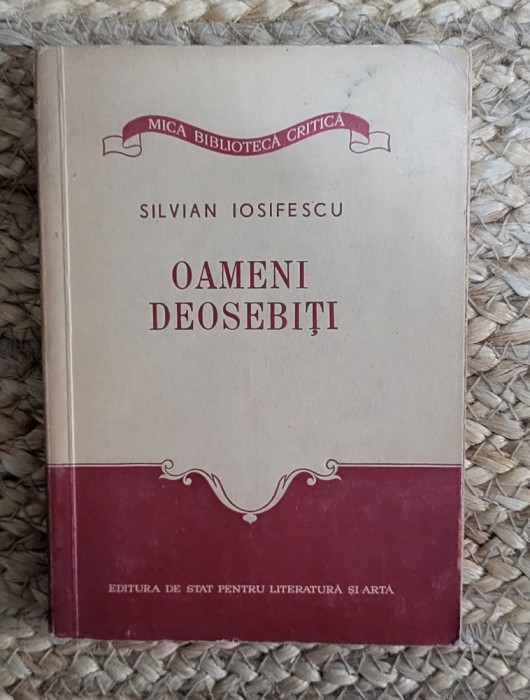 MICA BIBLIOTECĂ CRITICĂ
SILVIAN IOSIFESCU
OAMENI
DEOSEBIȚI
EDITURA DE STAT PENTRU LITERATURĂ ȘI ARTĂ